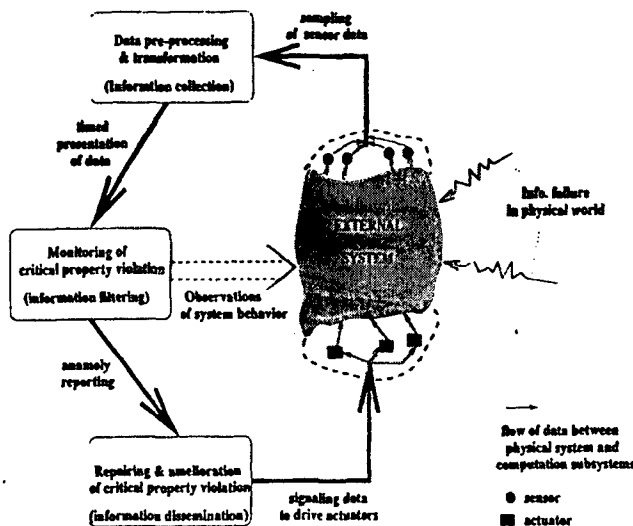 sampling
of sensor data
Data pre-processing
& transformation
(Information collection)
timed
presentation
of data
Info. failure
in physical world
EXTERNAL
SYSTEM
Monitoring of
critical property violation
(information filtering)
Observations
of system behavior
anamoly
reporting
Repairing & amelioration
of critical property violation
(information dissemination)
signaling data
to drive actuators
flow of data between
physical system and
computation subsystems
sensor
actuator